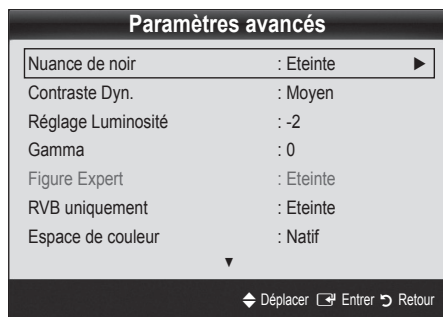 Paramètres avancés
Nuance de noir : Eteinte ►
Contraste Dyn. : Moyen
Réglage Luminosité : -2
Gamma : 0
Figure Expert : Eteinte
RVB uniquement : Eteinte
Espace de couleur : Natif
▼
Déplacer Entrer Retour